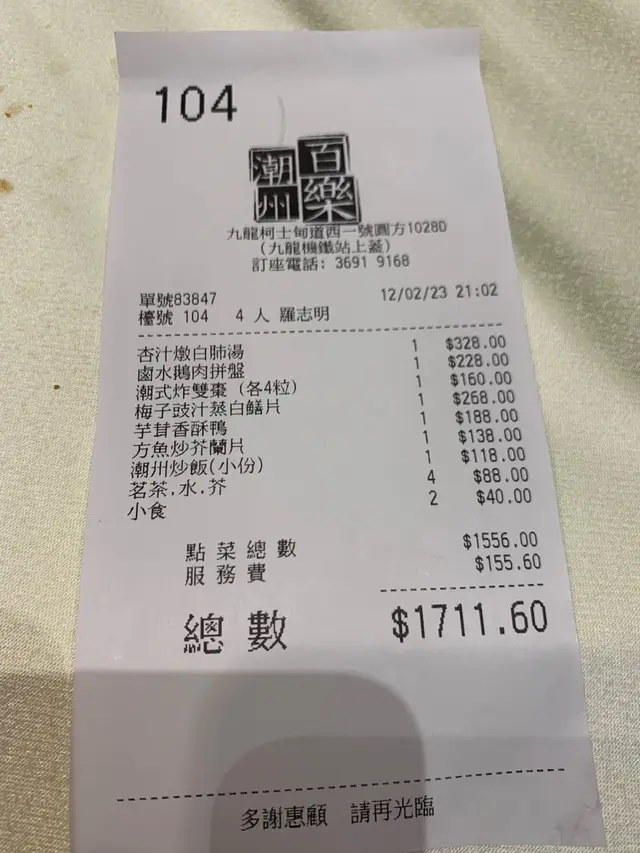 104
百樂
潮州
九龍柯士甸道西一號圓方1028D
(九龍機鐵站上蓋)
訂座電話: 3691 9168
單號83847 12/02/23 21:02
檯號 104 4 人 羅志明
杏汁燉白肺湯 1 $328.00
鹵水鵝肉拼盤 1 $228.00
潮式炸雙棗 (各4粒) 1 $160.00
梅子豉汁蒸白鱔片 1 $268.00
芋茸香酥鴨 1 $188.00
方魚炒芥蘭片 1 $138.00
潮州炒飯(小份) 1 $118.00
茗茶.水.芥 4 $88.00
小食 2 $40.00
點菜總數 $1556.00
服務費 $155.60
總數 $1711.60
多謝惠顧 請再光臨